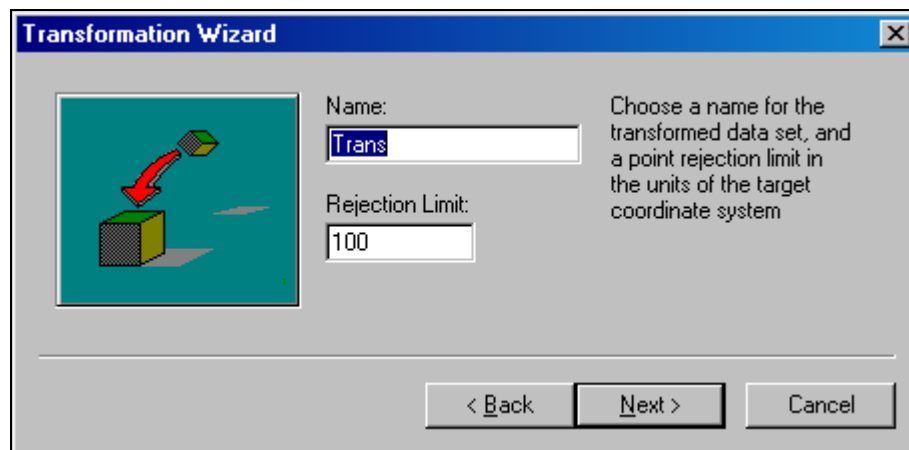 Transformation Wizard
Name:
Trans
Rejection Limit:
100
Choose a name for the
transformed data set, and
a point rejection limit in
the units of the target
coordinate system
< Back
Next >
Cancel